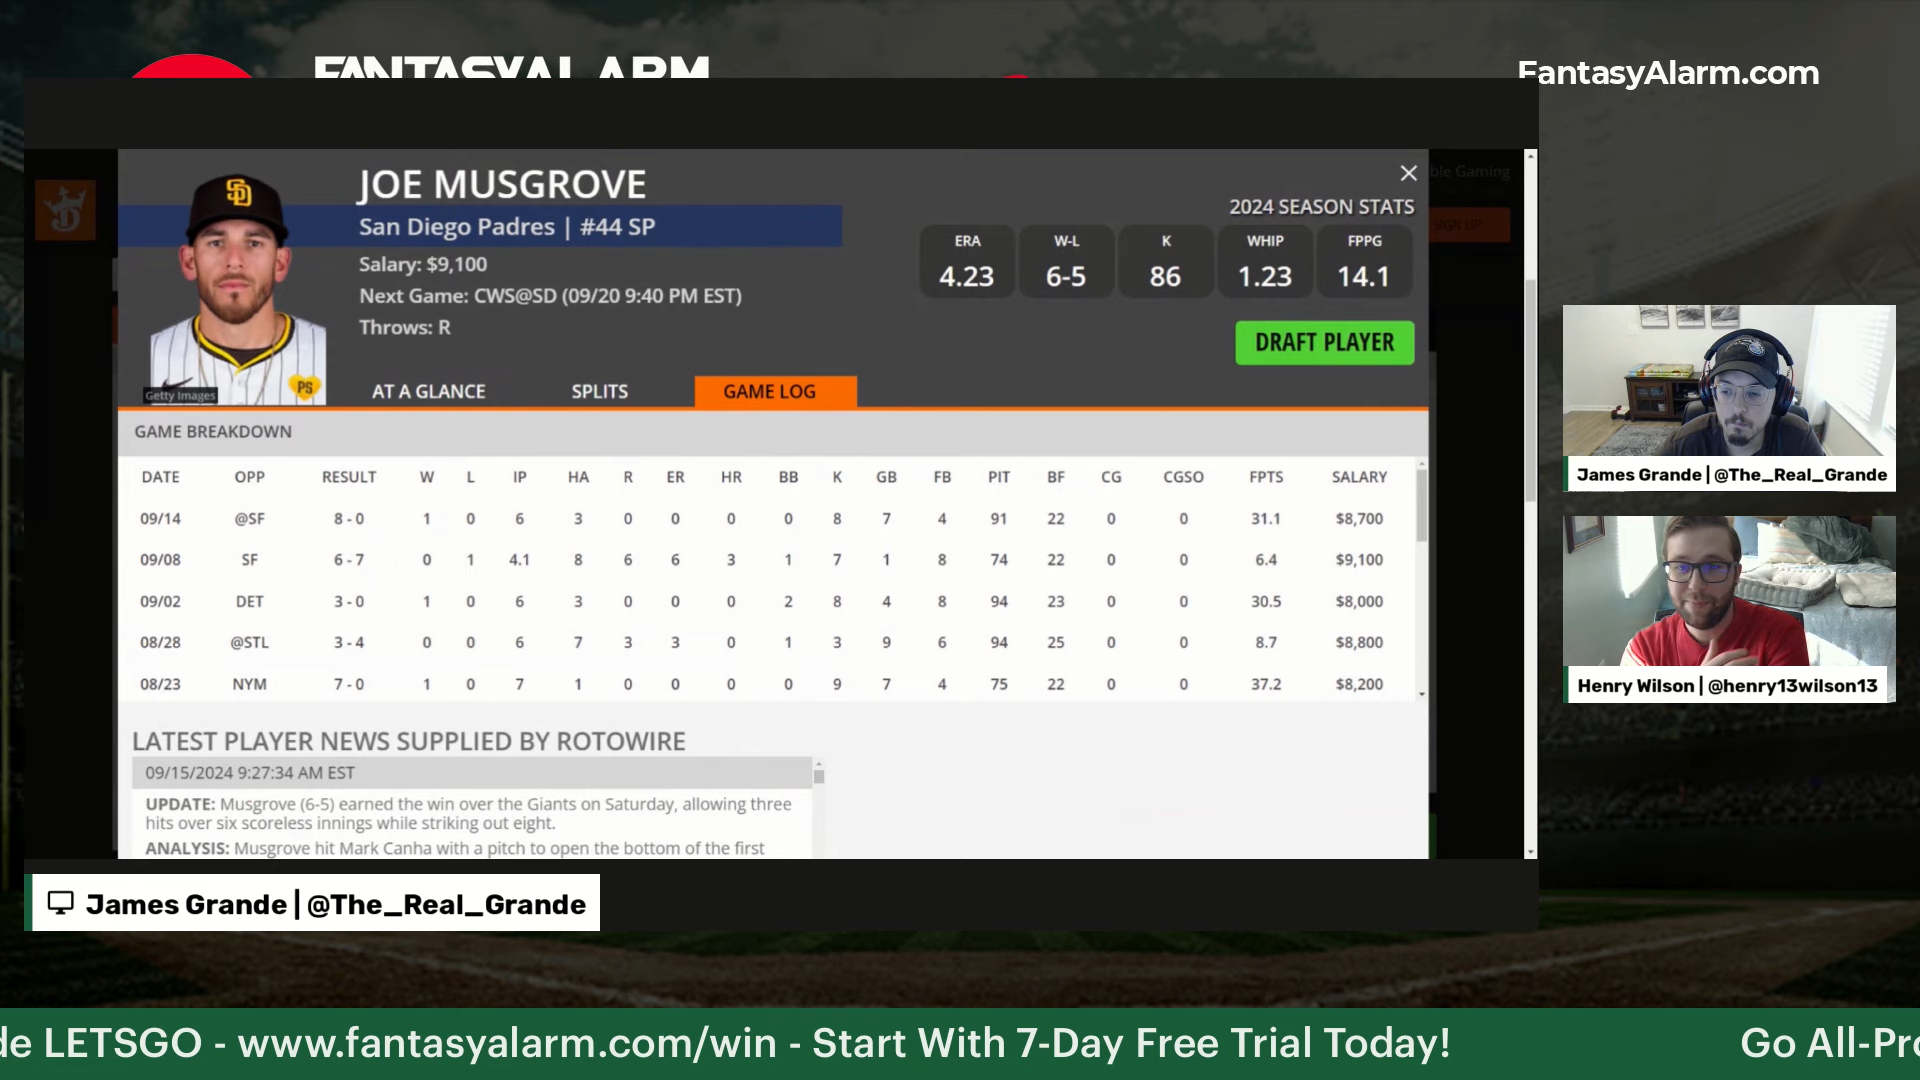 FANTASYALARM
FantasyAlarm.com
ble Gaming
SIGN UP
JOE MUSGROVE
San Diego Padres | #44 SP
Salary: $9,100
Next Game: CWS@SD (09/20 9:40 PM EST)
Throws: R
2024 SEASON STATS
ERA W-L K WHIP FPPG
4.23 6-5 86 1.23 14.1
DRAFT PLAYER
SD
PS
Getty Images
AT A GLANCE SPLITS GAME LOG
GAME BREAKDOWN
DATE OPP RESULT W L IP HA R ER HR BB K GB FB PIT BF CG CGSO FPTS SALARY
09/14 @SF 8 - 0 1 0 6 3 0 0 0 0 8 7 4 91 22 0 0 31.1 $8,700
09/08 SF 6 - 7 0 1 4.1 8 6 6 3 1 7 1 8 74 22 0 0 6.4 $9,100
09/02 DET 3 - 0 1 0 6 3 0 0 0 2 8 4 8 94 23 0 0 30.5 $8,000
08/28 @STL 3 - 4 0 0 6 7 3 3 0 1 3 9 6 94 25 0 0 8.7 $8,800
08/23 NYM 7 - 0 1 0 7 1 0 0 0 0 9 7 4 75 22 0 0 37.2 $8,200
LATEST PLAYER NEWS SUPPLIED BY ROTOWIRE
09/15/2024 9:27:34 AM EST
UPDATE: Musgrove (6-5) earned the win over the Giants on Saturday, allowing three
hits over six scoreless innings while striking out eight.
ANALYSIS: Musgrove hit Mark Canha with a pitch to open the bottom of the first
James Grande | @The_Real_Grande
Henry Wilson | @henry13wilson13
James Grande | @The_Real_Grande
de LETSGO - www.fantasyalarm.com/win - Start With 7-Day Free Trial Today! Go All-Pro